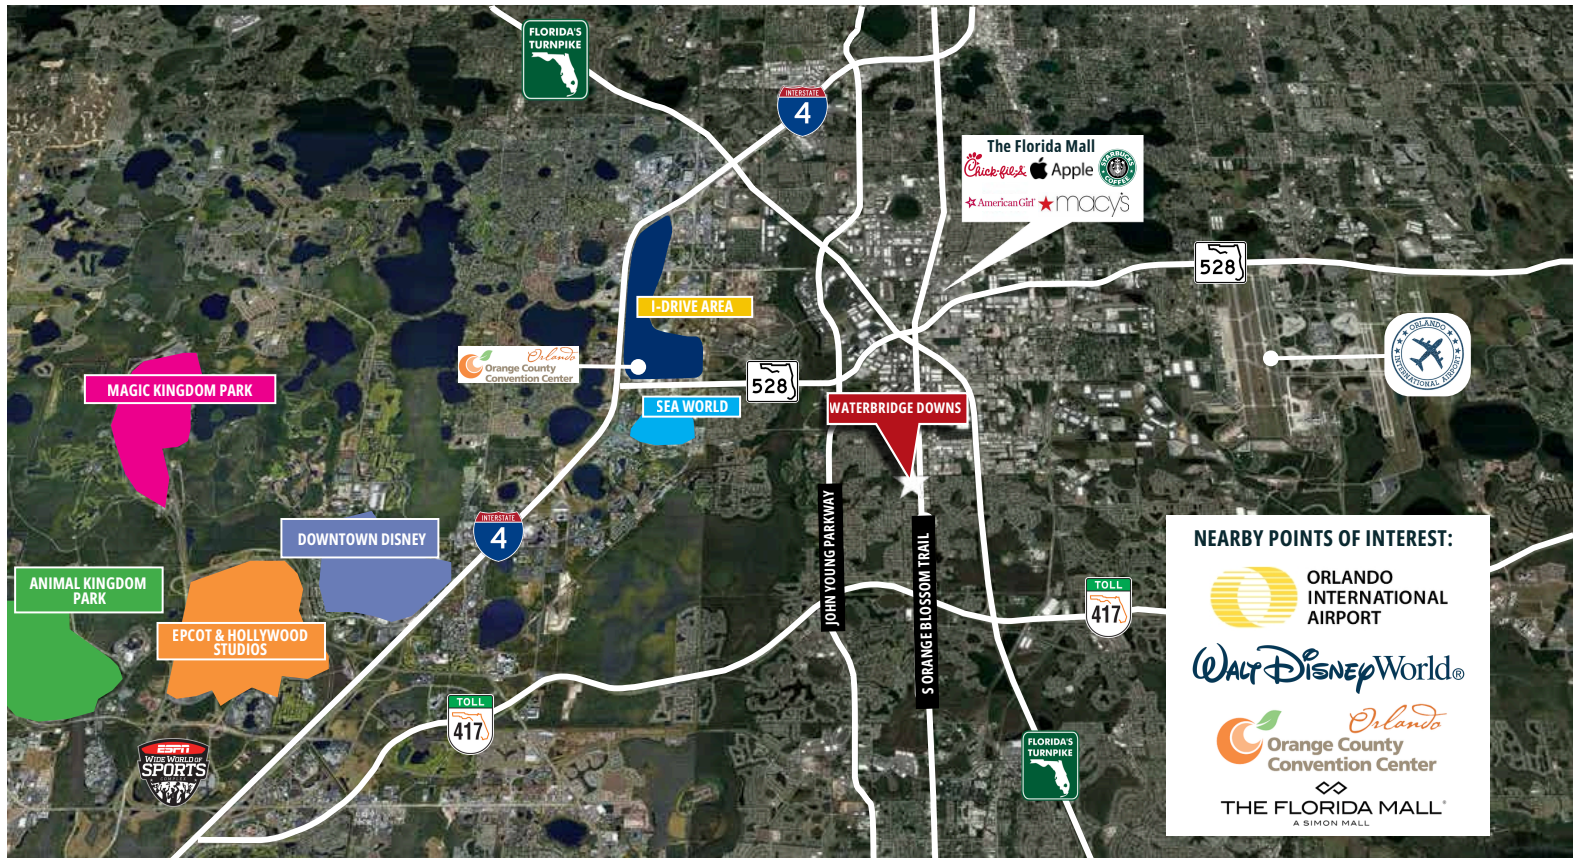 FLORIDA'S
TURNPIKE
INTERSTATE
4
The Florida Mall
Chick-fil-A
Apple
STARBUCKS
COFFEE
American Girl
macy's
528
I-DRIVE AREA
ORLANDO
INTERNATIONAL AIRPORT
Orlando
Orange County
Convention Center
528
MAGIC KINGDOM PARK
SEA WORLD
WATERBRIDGE DOWNS
JOHN YOUNG PARKWAY
S ORANGE BLOSSOM TRAIL
INTERSTATE
4
DOWNTOWN DISNEY
ANIMAL KINGDOM
PARK
EPCOT & HOLLYWOOD
STUDIOS
TOLL
417
TOLL
417
ESPN
WIDE WORLD OF
SPORTS
COMPLEX
FLORIDA'S
TURNPIKE
NEARBY POINTS OF INTEREST:
ORLANDO
INTERNATIONAL
AIRPORT
WALT DISNEY World®
Orlando
Orange County
Convention Center
THE FLORIDA MALL®
A SIMON MALL